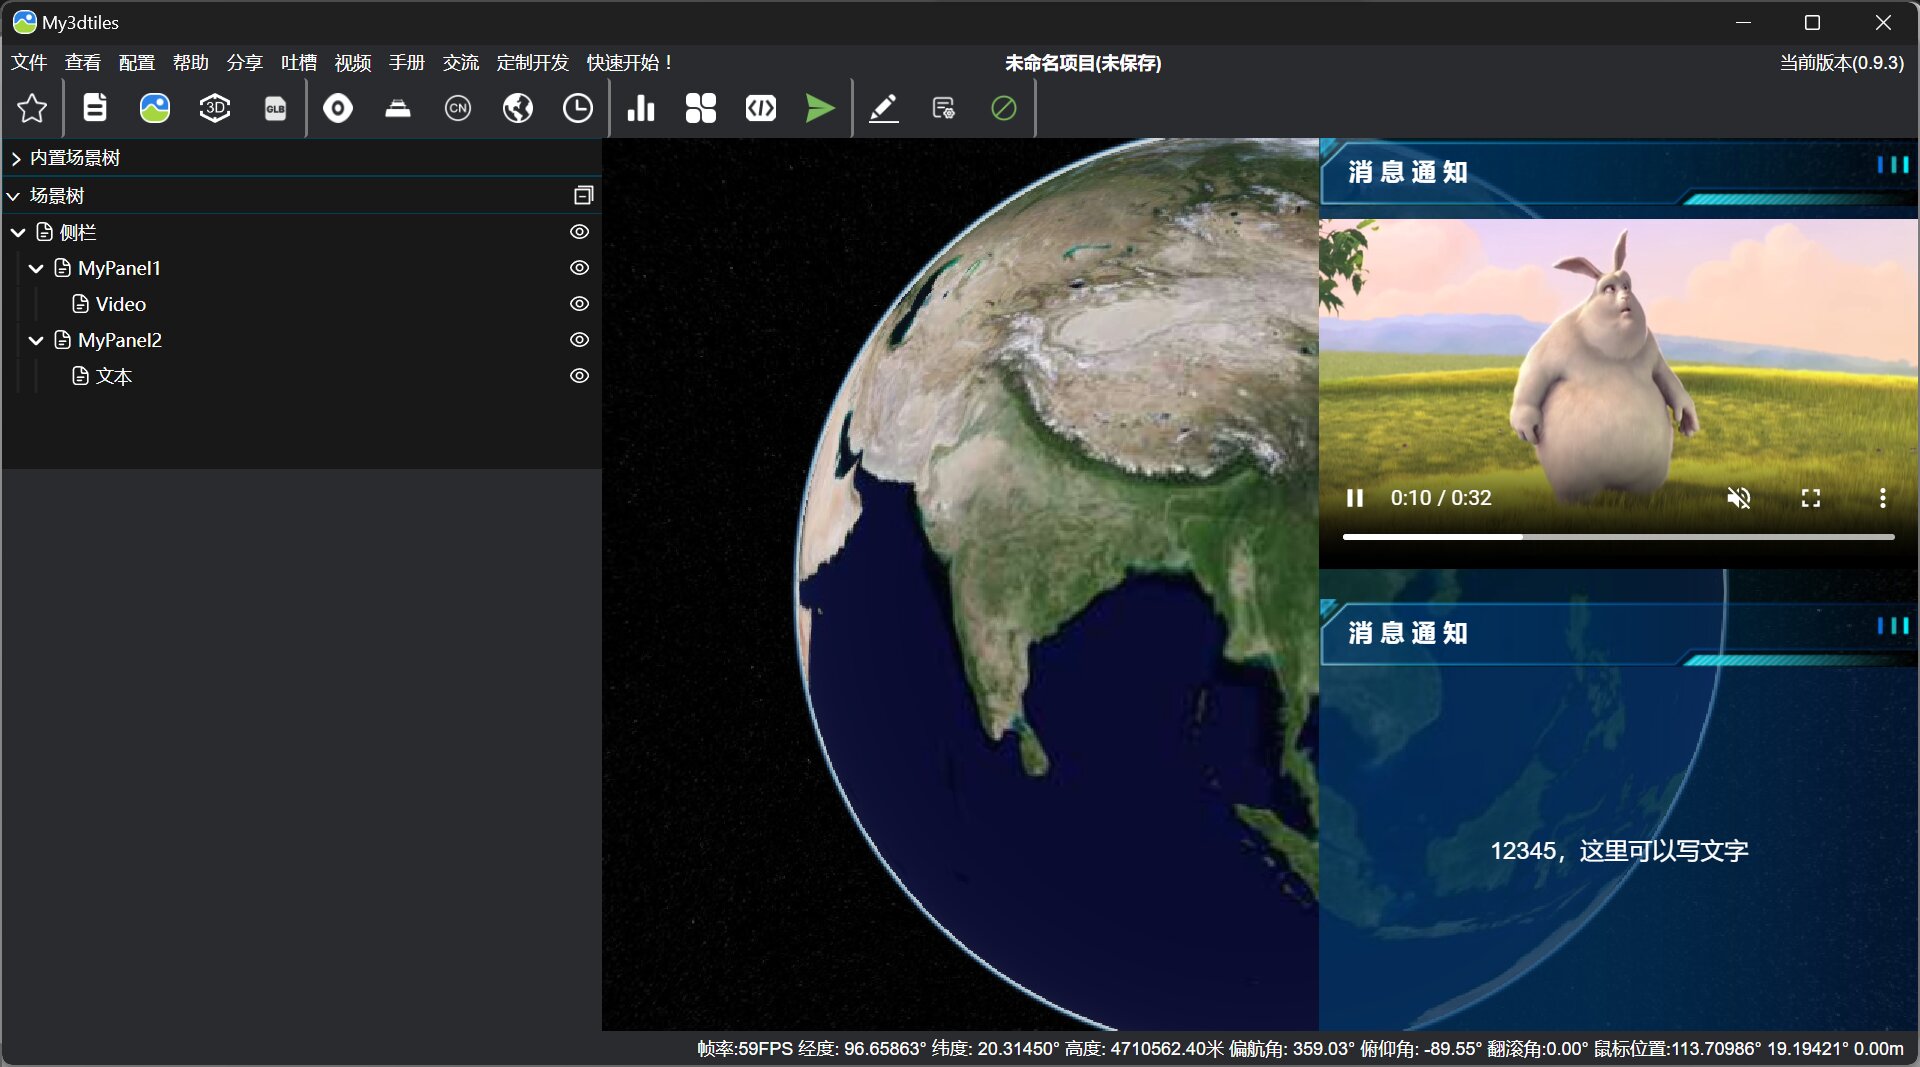 My3dtiles
文件 查看 配置 帮助 分享 吐槽 视频 手册 交流 定制开发 快速开始！ 未命名项目(未保存) 当前版本(0.9.3)
3D GLB CN
内置场景树
场景树
侧栏
MyPanel1
Video
MyPanel2
文本
消息通知
0:10 / 0:32
消息通知
12345，这里可以写文字
帧率:59FPS 经度: 96.65863° 纬度: 20.31450° 高度: 4710562.40米 偏航角: 359.03° 俯仰角: -89.55° 翻滚角:0.00° 鼠标位置:113.70986° 19.19421° 0.00m